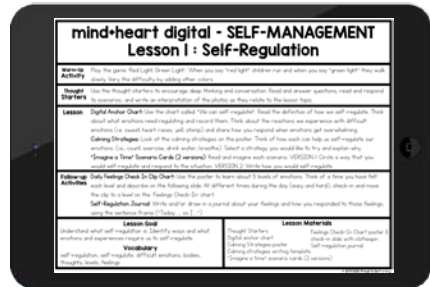 mind+heart digital - SELF-MANAGEMENT
Lesson 1 : Self-Regulation
Warm-Up Activity
Play the game 'Red Light, Green Light'. When you say "red light" children run and when you say "green light" they walk
slowly. Vary the difficulty by adding other colors.
Thought Starters
Use the thought starters to encourage deep thinking and conversation. Read and answer questions, read and respond
to scenarios, and write an interpretation of the photos as they relate to the lesson topic.
Lesson
Digital Anchor Chart: Use the chart called "We can self-regulate". Read the definition of how we self-regulate. Think
about what emotions need regulating and record them. Think about the reactions we experience with difficult
emotions (i.e. sweat, heart races, yell, stomp) and share how you respond when emotions get overwhelming.
Calming Strategies: Look at the calming strategies on the poster. Think of how each can help us self-regulate our
emotions. (i.e., count, exercise, drink water, breathe). Select a strategy you would like to try and explain why.
"Imagine a Time" Scenario Cards (2 versions): Read and imagine each scenario. VERSION 1: Circle a way that you
would self-regulate and respond to the situation. VERSION 2: Write how you would self-regulate.
Follow-up Activities
Daily Feelings Check In Clip Chart: Use the poster to learn about 5 levels of emotions. Think of a time you have felt
each level and describe on the following slide. At different times during the day (easy and hard), check-in and move
the clip to a level on the 'Feelings Check-In' chart.
Self-Regulation Journal: Write and/or draw in a journal about your feelings and how you responded to those feelings,
using the sentence frame ("Today ... so I ...").
Lesson Goal
Understand what self-regulation is. Identify ways and what
emotions and experiences require us to self-regulate.
Vocabulary
self-regulation, self-regulate, difficult emotions, bodies,
thoughts, levels, feelings
Lesson Materials
Thought Starters
Digital anchor chart
Calming Strategies poster
Calming strategies writing template
"Imagine a time" scenario cards (2 versions)
Feelings Check-In Chart poster &
check-in slide with clothespin
Self-regulation journal